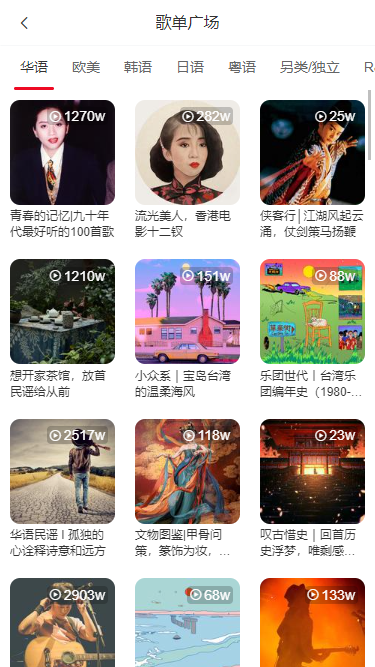 歌单广场
华语 欧美 韩语 日语 粤语 另类/独立 R
1270w 282w 25w
青春的记忆|九十年
代最好听的100首歌
流光美人，香港电
影十二钗
侠客行│江湖风起云
涌，仗剑策马扬鞭
1210w 151w 88w
想开家茶馆，放首
民谣给从前
小众系｜宝岛台湾
的温柔海风
乐团世代丨台湾乐
团编年史（1980-...
2517w 118w 23w
华语民谣 I 孤独的
心诠释诗意和远方
文物图鉴|甲骨问
策，篆饰为妆，...
叹古惜史｜回首历
史浮梦，唯剩感...
2903w 68w 133w